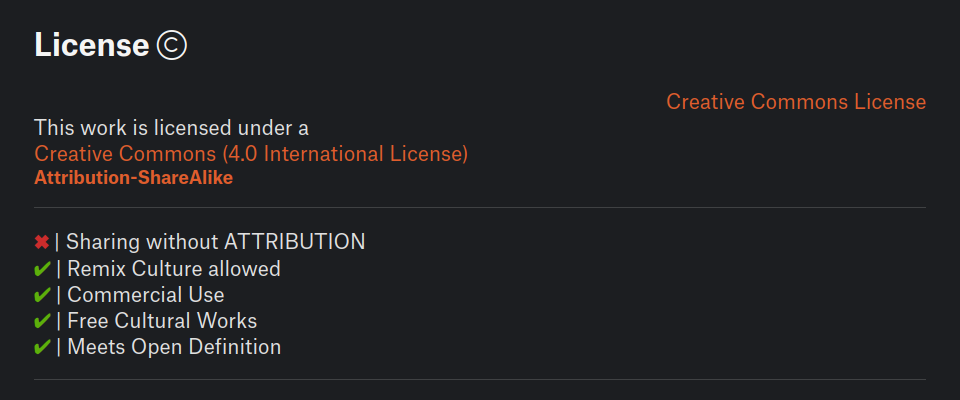 License ©
Creative Commons License
This work is licensed under a
Creative Commons (4.0 International License)
Attribution-ShareAlike
✖ | Sharing without ATTRIBUTION
✔ | Remix Culture allowed
✔ | Commercial Use
✔ | Free Cultural Works
✔ | Meets Open Definition